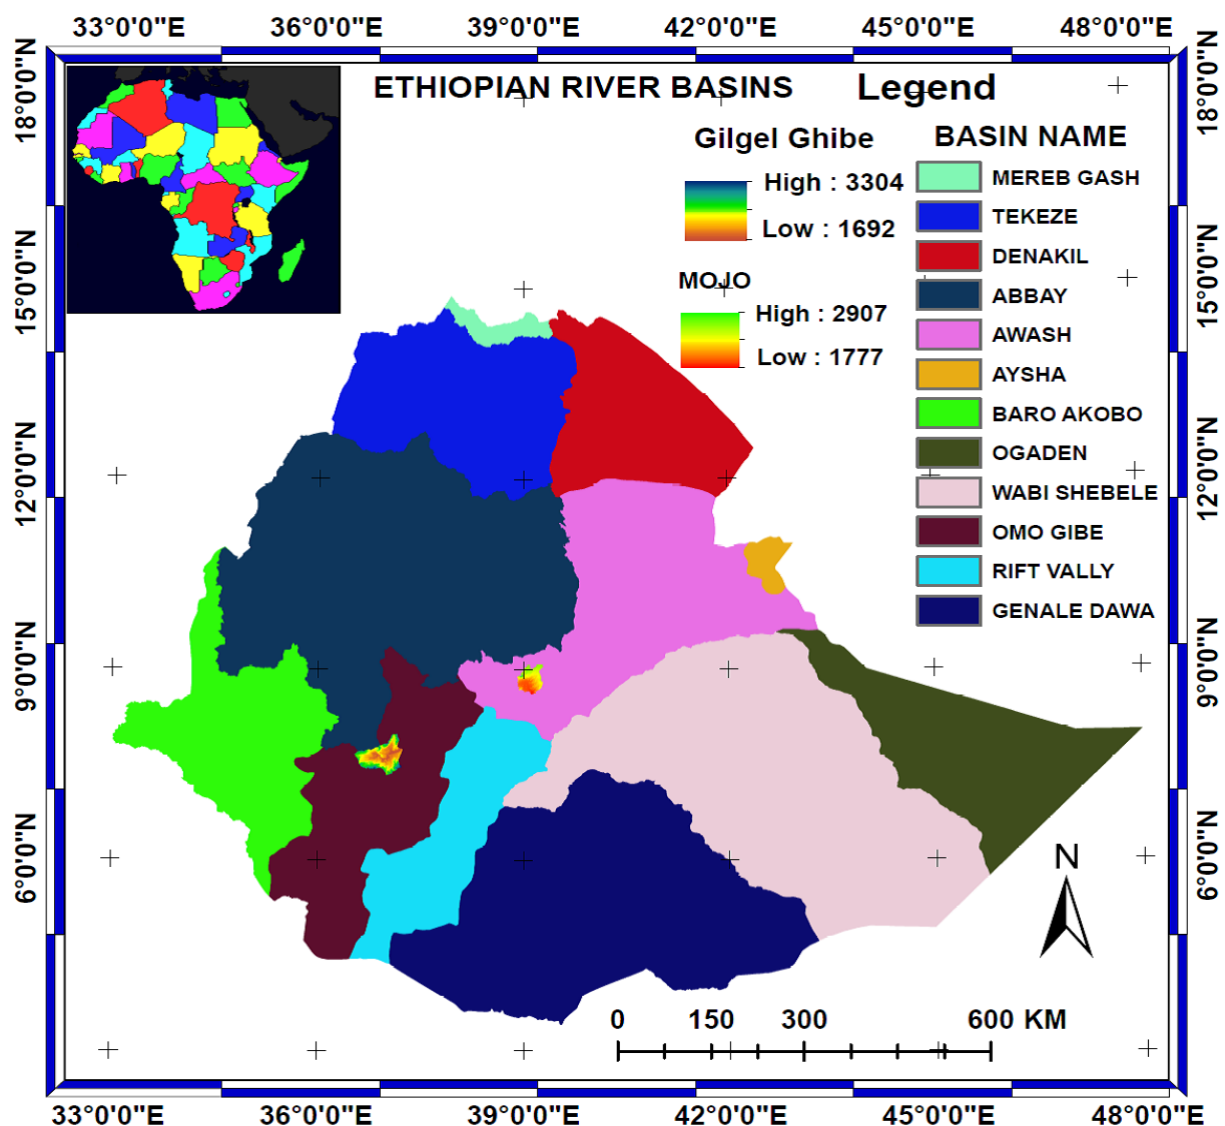 33°0'0"E 36°0'0"E 39°0'0"E 42°0'0"E 45°0'0"E 48°0'0"E
18°0'0"N
15°0'0"N
12°0'0"N
9°0'0"N
6°0'0"N
ETHIOPIAN RIVER BASINS
Gilgel Ghibe
High : 3304
Low : 1692
MOJO
High : 2907
Low : 1777
Legend
BASIN NAME
MEREB GASH
TEKEZE
DENAKIL
ABBAY
AWASH
AYSHA
BARO AKOBO
OGADEN
WABI SHEBELE
OMO GIBE
RIFT VALLY
GENALE DAWA
18°0'0"N
15°0'0"N
12°0'0"N
9°0'0"N
6°0'0"N
N
0 150 300 600 KM
33°0'0"E 36°0'0"E 39°0'0"E 42°0'0"E 45°0'0"E 48°0'0"E